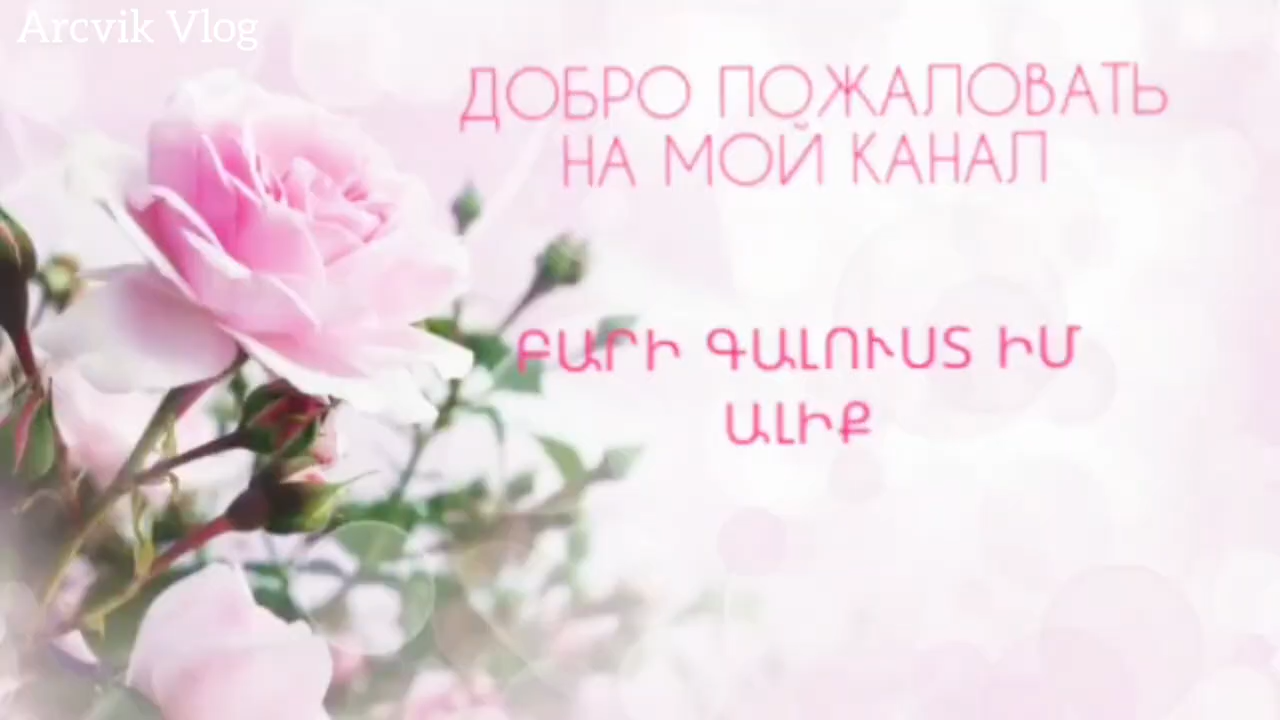 Arcvik Vlog
ДОБРО ПОЖАЛОВАТЬ
НА МОЙ КАНАЛ
ԲԱՐԻ ԳԱԼՈՒՍՏ ԻՄ
ԱԼԻՔ